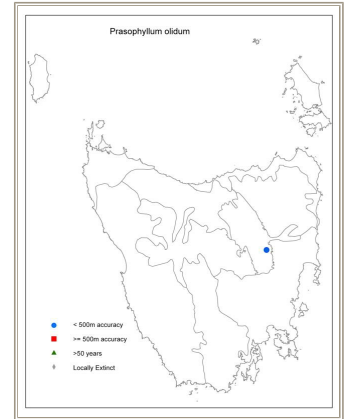 Prasophyllum olidum
< 500m accuracy
>= 500m accuracy
>50 years
Locally Extinct